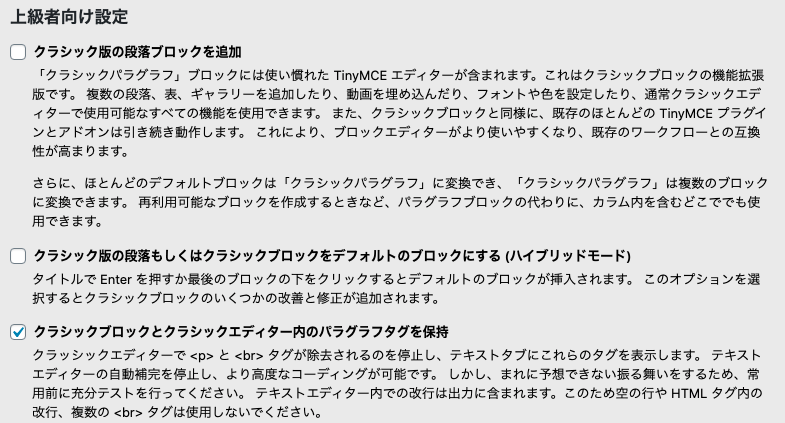 上級者向け設定
クラシック版の段落ブロックを追加
「クラシックパラグラフ」ブロックには使い慣れた TinyMCE エディターが含まれます。これはクラシックブロックの機能拡張
版です。 複数の段落、表、ギャラリーを追加したり、動画を埋め込んだり、フォントや色を設定したり、通常クラシックエデ
ィターで使用可能なすべての機能を使用できます。 また、クラシックブロックと同様に、既存のほとんどの TinyMCE プラグイ
ンとアドオンは引き続き動作します。 これにより、ブロックエディターがより使いやすくなり、既存のワークフローとの互換
性が高まります。
さらに、ほとんどのデフォルトブロックは「クラシックパラグラフ」に変換でき、「クラシックパラグラフ」は複数のブロック
に変換できます。 再利用可能なブロックを作成するときなど、パラグラフブロックの代わりに、カラム内を含むどこででも使
用できます。
クラシック版の段落もしくはクラシックブロックをデフォルトのブロックにする (ハイブリッドモード)
タイトルで Enter を押すか最後のブロックの下をクリックするとデフォルトのブロックが挿入されます。 このオプションを選
択するとクラシックブロックのいくつかの改善と修正が追加されます。
クラシックブロックとクラシックエディター内のパラグラフタグを保持
クラッシックエディターで <p> と <br> タグが除去されるのを停止し、テキストタブにこれらのタグを表示します。 テキスト
エディターの自動補完を停止し、より高度なコーディングが可能です。 しかし、まれに予想できない振る舞いをするため、常
用前に充分テストを行ってください。 テキストエディター内での改行は出力に含まれます。このため空の行や HTML タグ内の
改行、複数の <br> タグは使用しないでください。